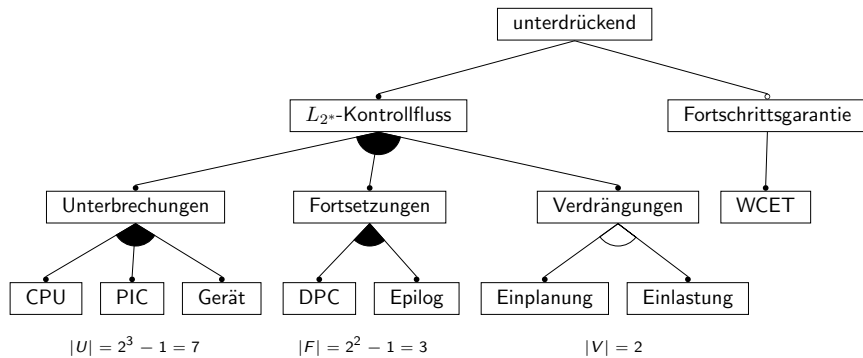 unterdrückend
L₂*-Kontrollfluss
Fortschrittsgarantie
Unterbrechungen
Fortsetzungen
Verdrängungen
WCET
CPU
PIC
Gerät
DPC
Epilog
Einplanung
Einlastung
|U| = 2³ − 1 = 7
|F| = 2² − 1 = 3
|V| = 2